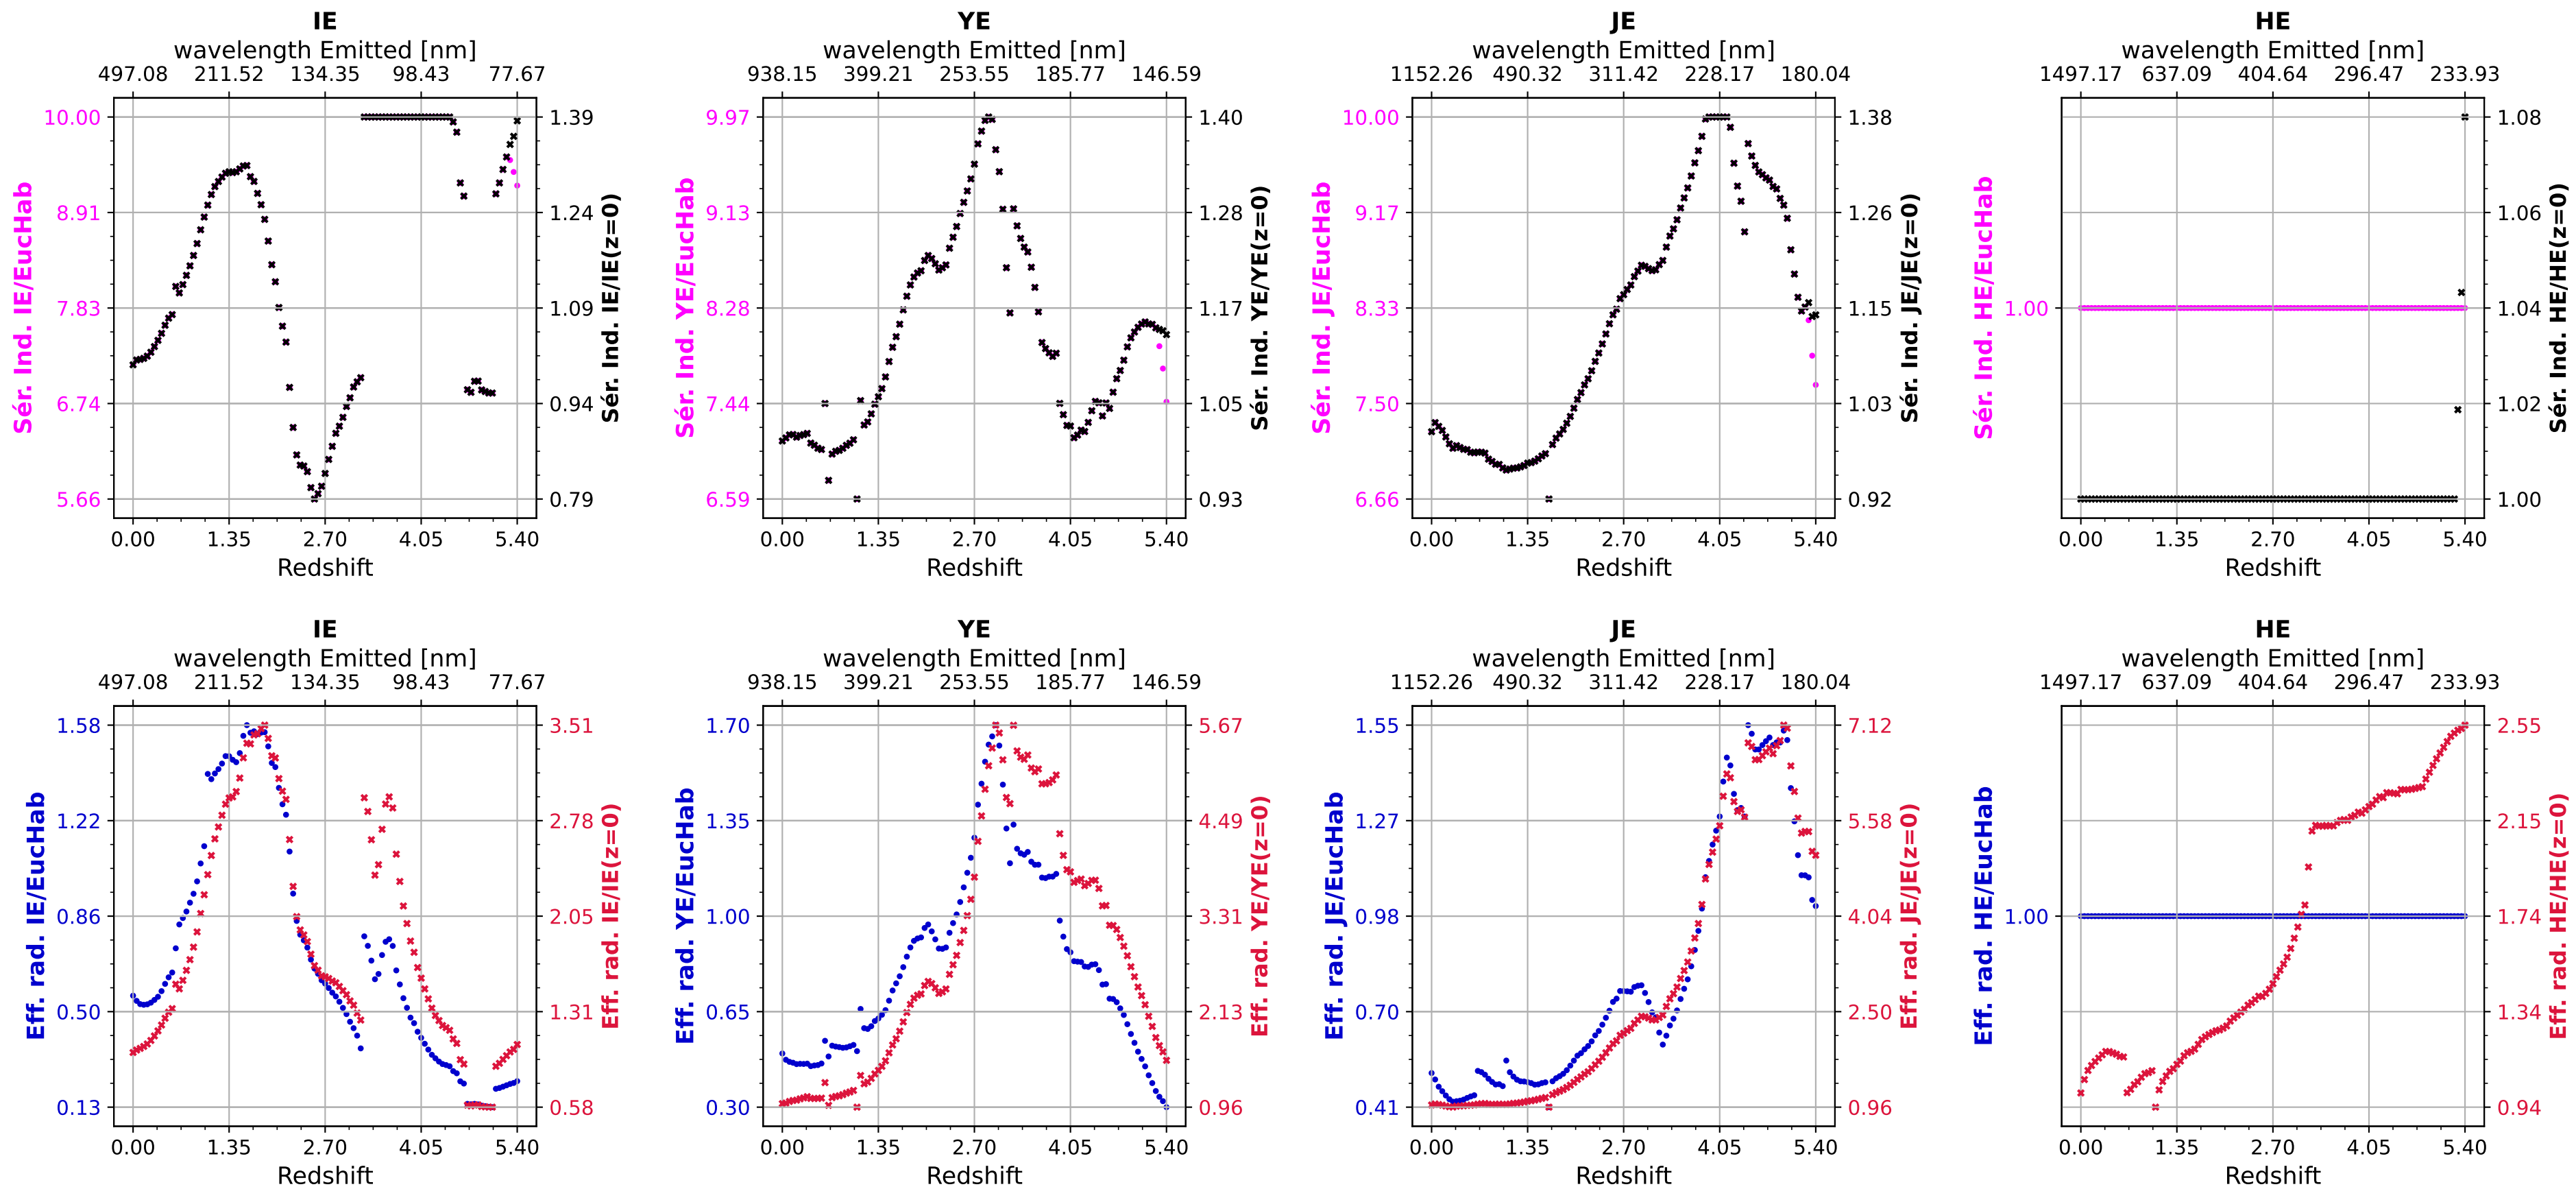 IE
wavelength Emitted [nm]
497.08 211.52 134.35 98.43 77.67
10.00
8.91
7.83
6.74
5.66
Sér. Ind. IE/EucHab
1.39
1.24
1.09
0.94
0.79
Sér. Ind. IE/IE(z=0)
0.00 1.35 2.70 4.05 5.40
Redshift
YE
wavelength Emitted [nm]
938.15 399.21 253.55 185.77 146.59
9.97
9.13
8.28
7.44
6.59
Sér. Ind. YE/EucHab
1.40
1.28
1.17
1.05
0.93
Sér. Ind. YE/YE(z=0)
0.00 1.35 2.70 4.05 5.40
Redshift
JE
wavelength Emitted [nm]
1152.26 490.32 311.42 228.17 180.04
10.00
9.17
8.33
7.50
6.66
Sér. Ind. JE/EucHab
1.38
1.26
1.15
1.03
0.92
Sér. Ind. JE/JE(z=0)
0.00 1.35 2.70 4.05 5.40
Redshift
HE
wavelength Emitted [nm]
1497.17 637.09 404.64 296.47 233.93
1.00
Sér. Ind. HE/EucHab
1.08
1.06
1.04
1.02
1.00
Sér. Ind. HE/HE(z=0)
0.00 1.35 2.70 4.05 5.40
Redshift
IE
wavelength Emitted [nm]
497.08 211.52 134.35 98.43 77.67
1.58
1.22
0.86
0.50
0.13
Eff. rad. IE/EucHab
3.51
2.78
2.05
1.31
0.58
Eff. rad. IE/IE(z=0)
0.00 1.35 2.70 4.05 5.40
Redshift
YE
wavelength Emitted [nm]
938.15 399.21 253.55 185.77 146.59
1.70
1.35
1.00
0.65
0.30
Eff. rad. YE/EucHab
5.67
4.49
3.31
2.13
0.96
Eff. rad. YE/YE(z=0)
0.00 1.35 2.70 4.05 5.40
Redshift
JE
wavelength Emitted [nm]
1152.26 490.32 311.42 228.17 180.04
1.55
1.27
0.98
0.70
0.41
Eff. rad. JE/EucHab
7.12
5.58
4.04
2.50
0.96
Eff. rad. JE/JE(z=0)
0.00 1.35 2.70 4.05 5.40
Redshift
HE
wavelength Emitted [nm]
1497.17 637.09 404.64 296.47 233.93
1.00
Eff. rad. HE/EucHab
2.55
2.15
1.74
1.34
0.94
Eff. rad. HE/HE(z=0)
0.00 1.35 2.70 4.05 5.40
Redshift